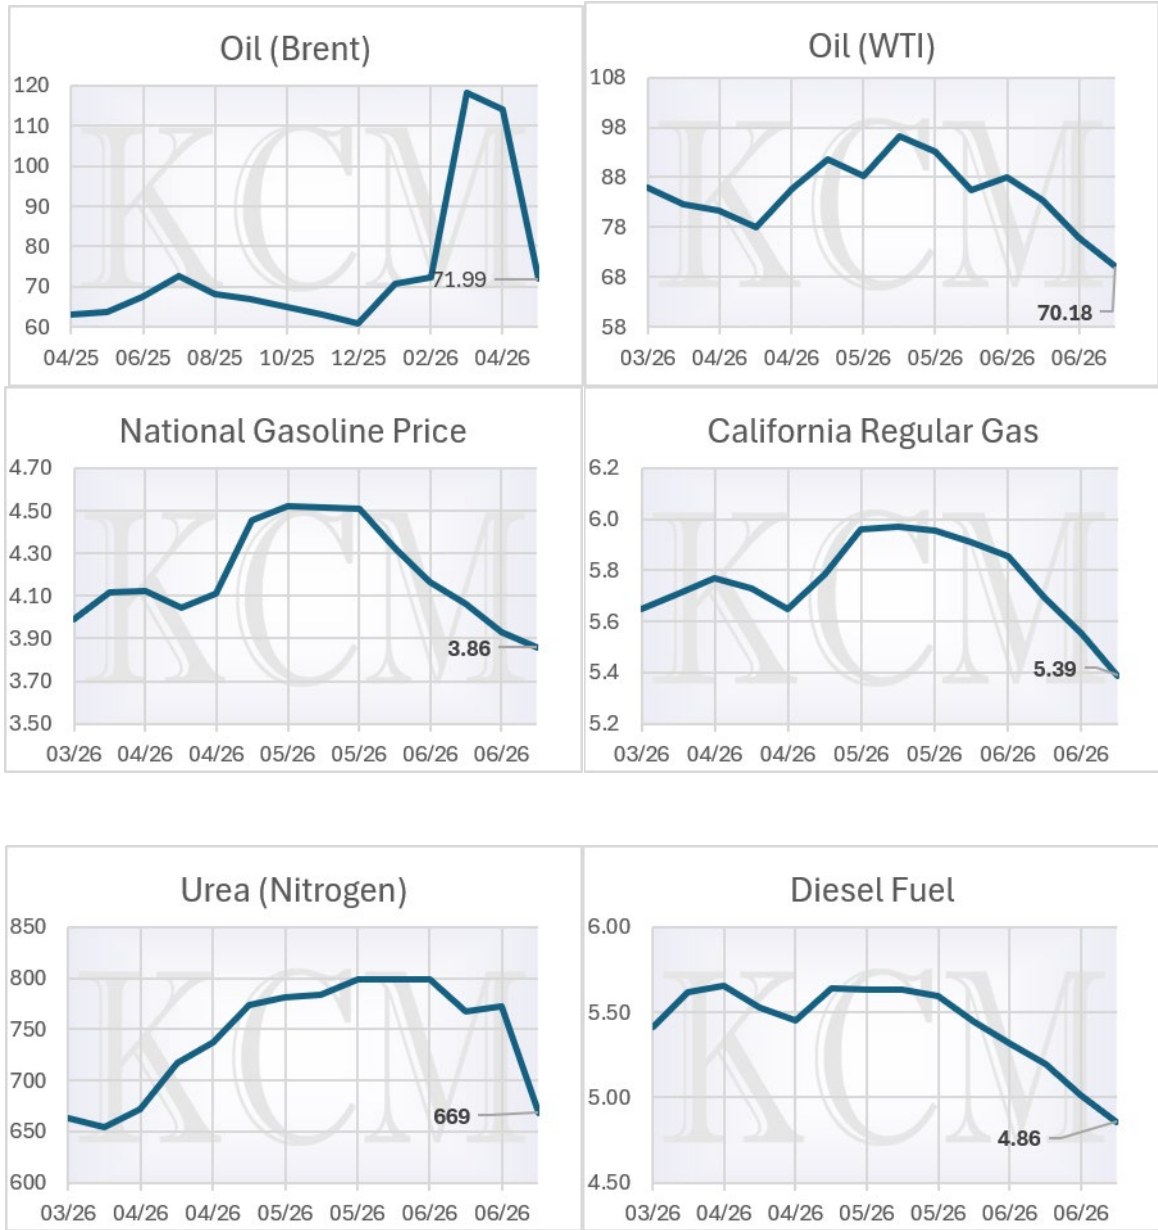 Oil (Brent)
120
110
100
90
80
70
60
71.99
04/25 06/25 08/25 10/25 12/25 02/26 04/26
KCM
Oil (WTI)
108
98
88
78
68
58
70.18
03/26 04/26 04/26 05/26 05/26 06/26 06/26
KCM
National Gasoline Price
4.70
4.50
4.30
4.10
3.90
3.70
3.50
3.86
03/26 04/26 04/26 05/26 05/26 06/26 06/26
KCM
California Regular Gas
6.2
6.0
5.8
5.6
5.4
5.2
5.39
03/26 04/26 04/26 05/26 05/26 06/26 06/26
KCM
Urea (Nitrogen)
850
800
750
700
650
600
669
03/26 04/26 04/26 05/26 05/26 06/26 06/26
KCM
Diesel Fuel
6.00
5.50
5.00
4.50
4.86
03/26 04/26 04/26 05/26 05/26 06/26 06/26
KCM